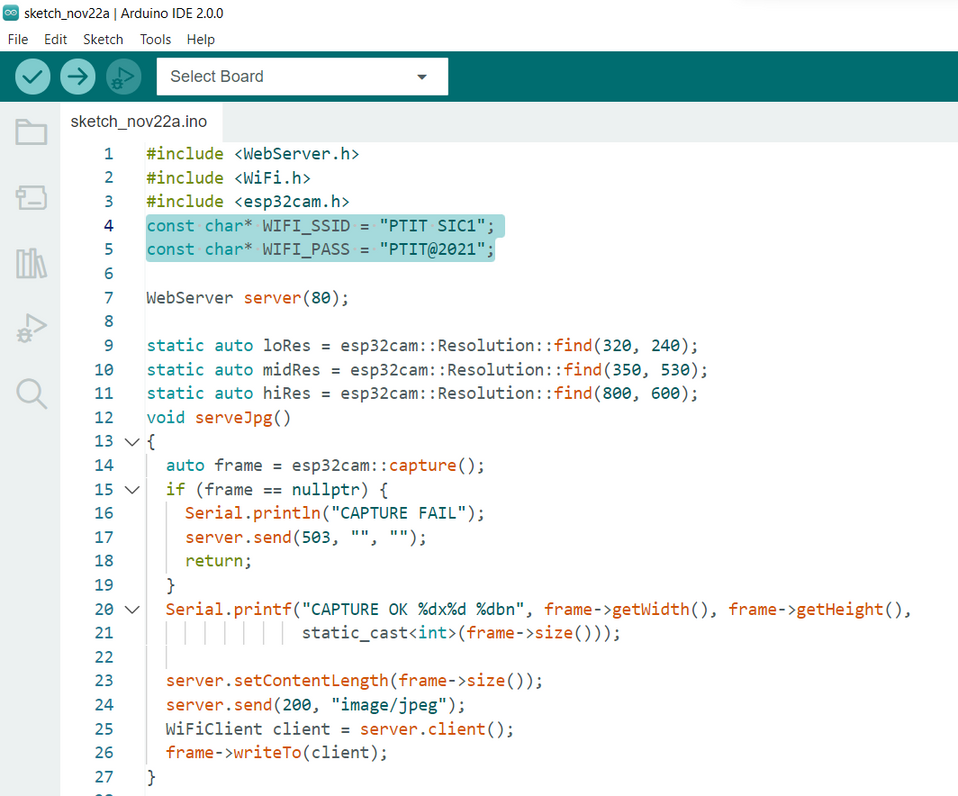 sketch_nov22a | Arduino IDE 2.0.0
File Edit Sketch Tools Help
Select Board
sketch_nov22a.ino
1 #include <WebServer.h>
2 #include <WiFi.h>
3 #include <esp32cam.h>
4 const char* WIFI_SSID = "PTIT SIC1";
5 const char* WIFI_PASS = "PTIT@2021";
6
7 WebServer server(80);
8
9 static auto loRes = esp32cam::Resolution::find(320, 240);
10 static auto midRes = esp32cam::Resolution::find(350, 530);
11 static auto hiRes = esp32cam::Resolution::find(800, 600);
12 void serveJpg()
13 {
14 auto frame = esp32cam::capture();
15 if (frame == nullptr) {
16 Serial.println("CAPTURE FAIL");
17 server.send(503, "", "");
18 return;
19 }
20 Serial.printf("CAPTURE OK %dx%d %dbn", frame->getWidth(), frame->getHeight(),
21 static_cast<int>(frame->size()));
22
23 server.setContentLength(frame->size());
24 server.send(200, "image/jpeg");
25 WiFiClient client = server.client();
26 frame->writeTo(client);
27 }